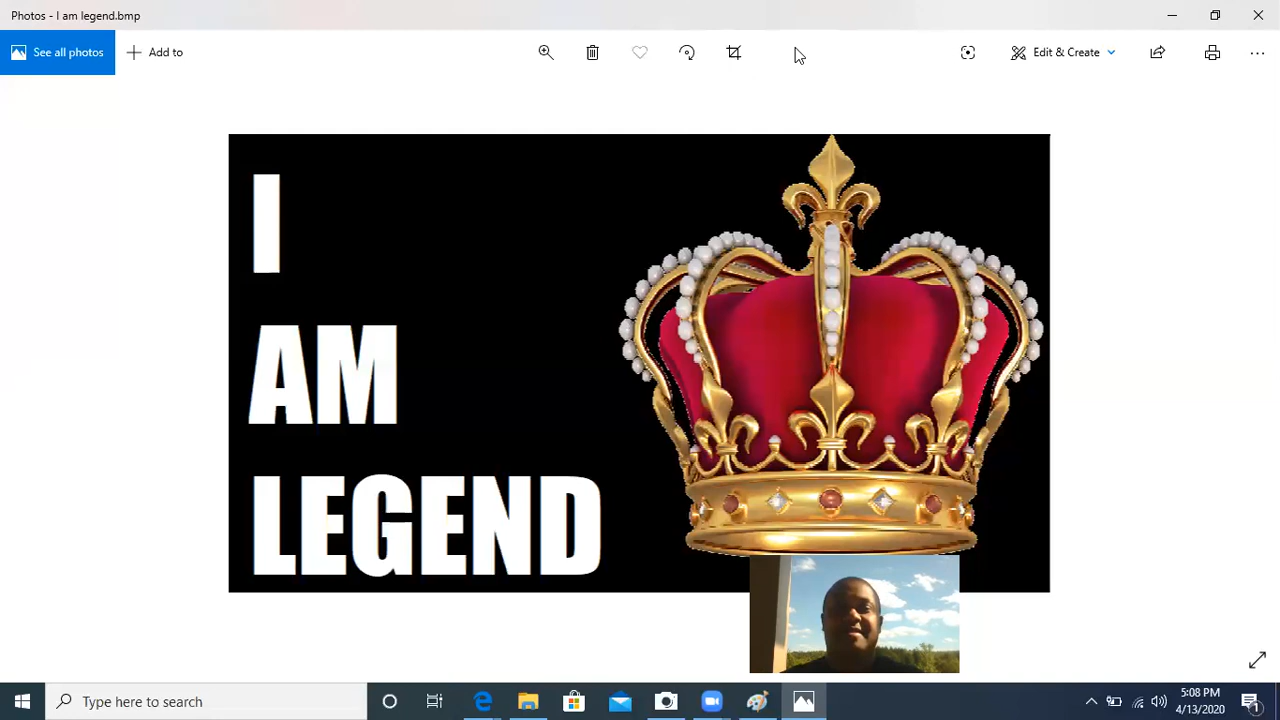 Photos - I am legend.bmp
See all photos
Add to
Edit & Create
I
AM
LEGEND
Type here to search
5:08 PM
4/13/2020
1